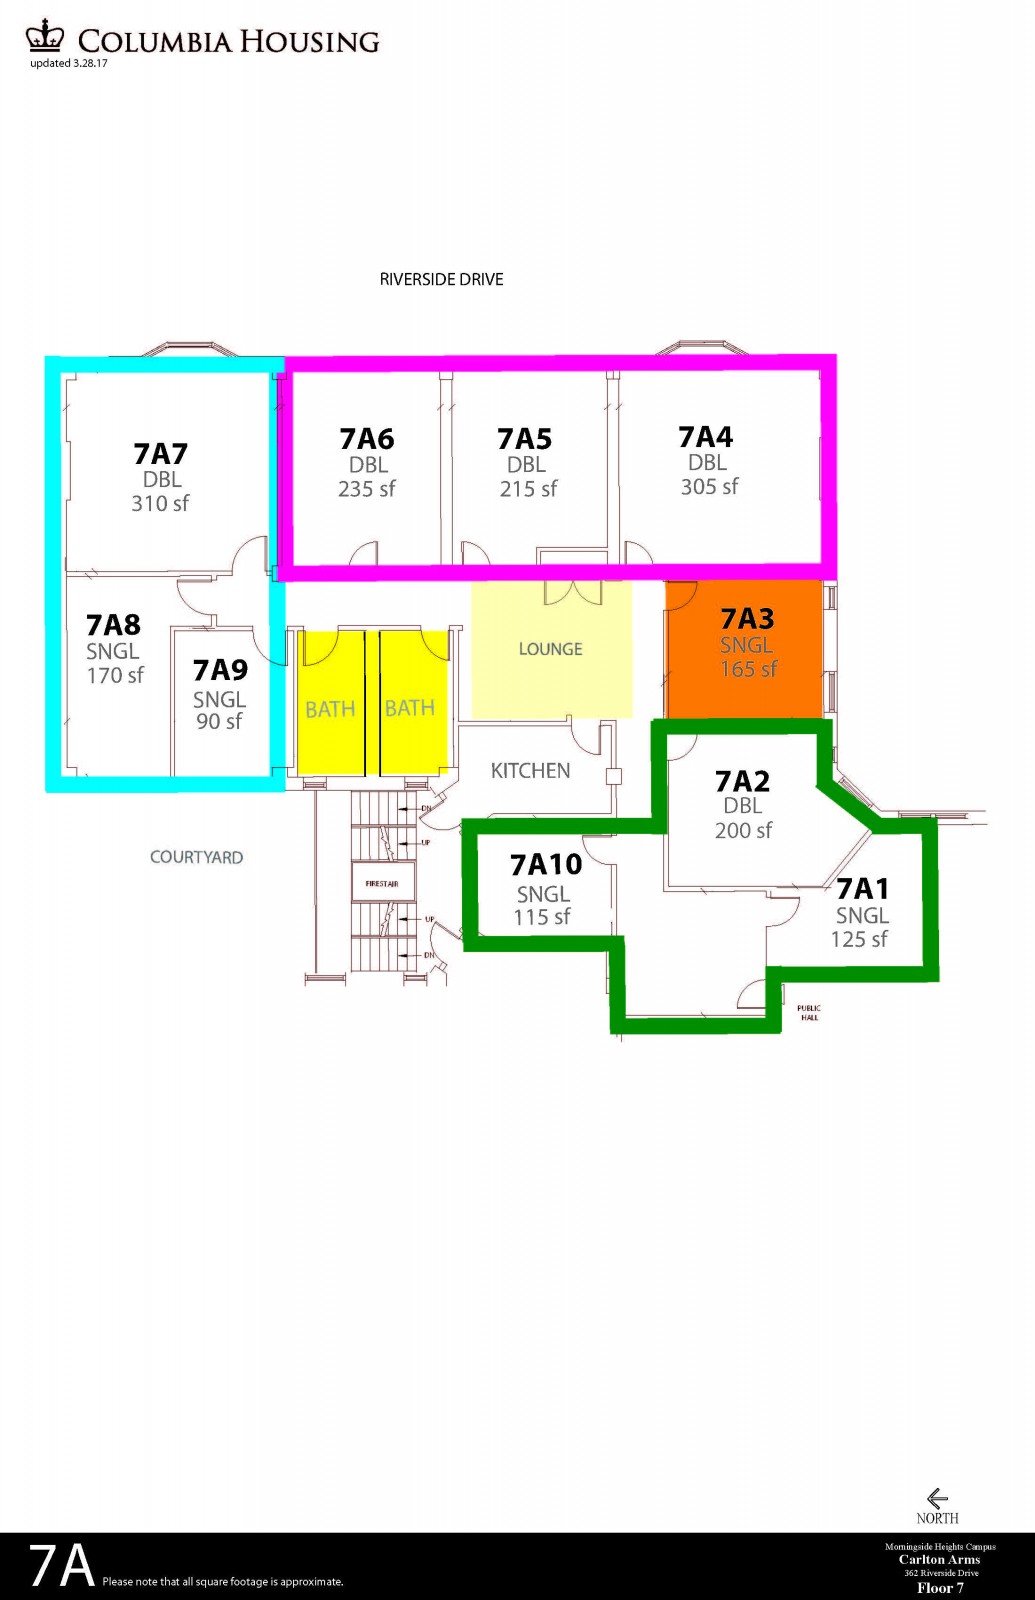 COLUMBIA HOUSING
updated 3.28.17
RIVERSIDE DRIVE
7A7
DBL
310 sf
7A6
DBL
235 sf
7A5
DBL
215 sf
7A4
DBL
305 sf
7A8
SNGL
170 sf
7A9
SNGL
90 sf
BATH
BATH
LOUNGE
7A3
SNGL
165 sf
KITCHEN
7A2
DBL
200 sf
COURTYARD
DN
UP
FIRESTAIR
UP
DN
7A10
SNGL
115 sf
7A1
SNGL
125 sf
PUBLIC
HALL
NORTH
7A
Please note that all square footage is approximate.
Morningside Heights Campus
Carlton Arms
362 Riverside Drive
Floor 7